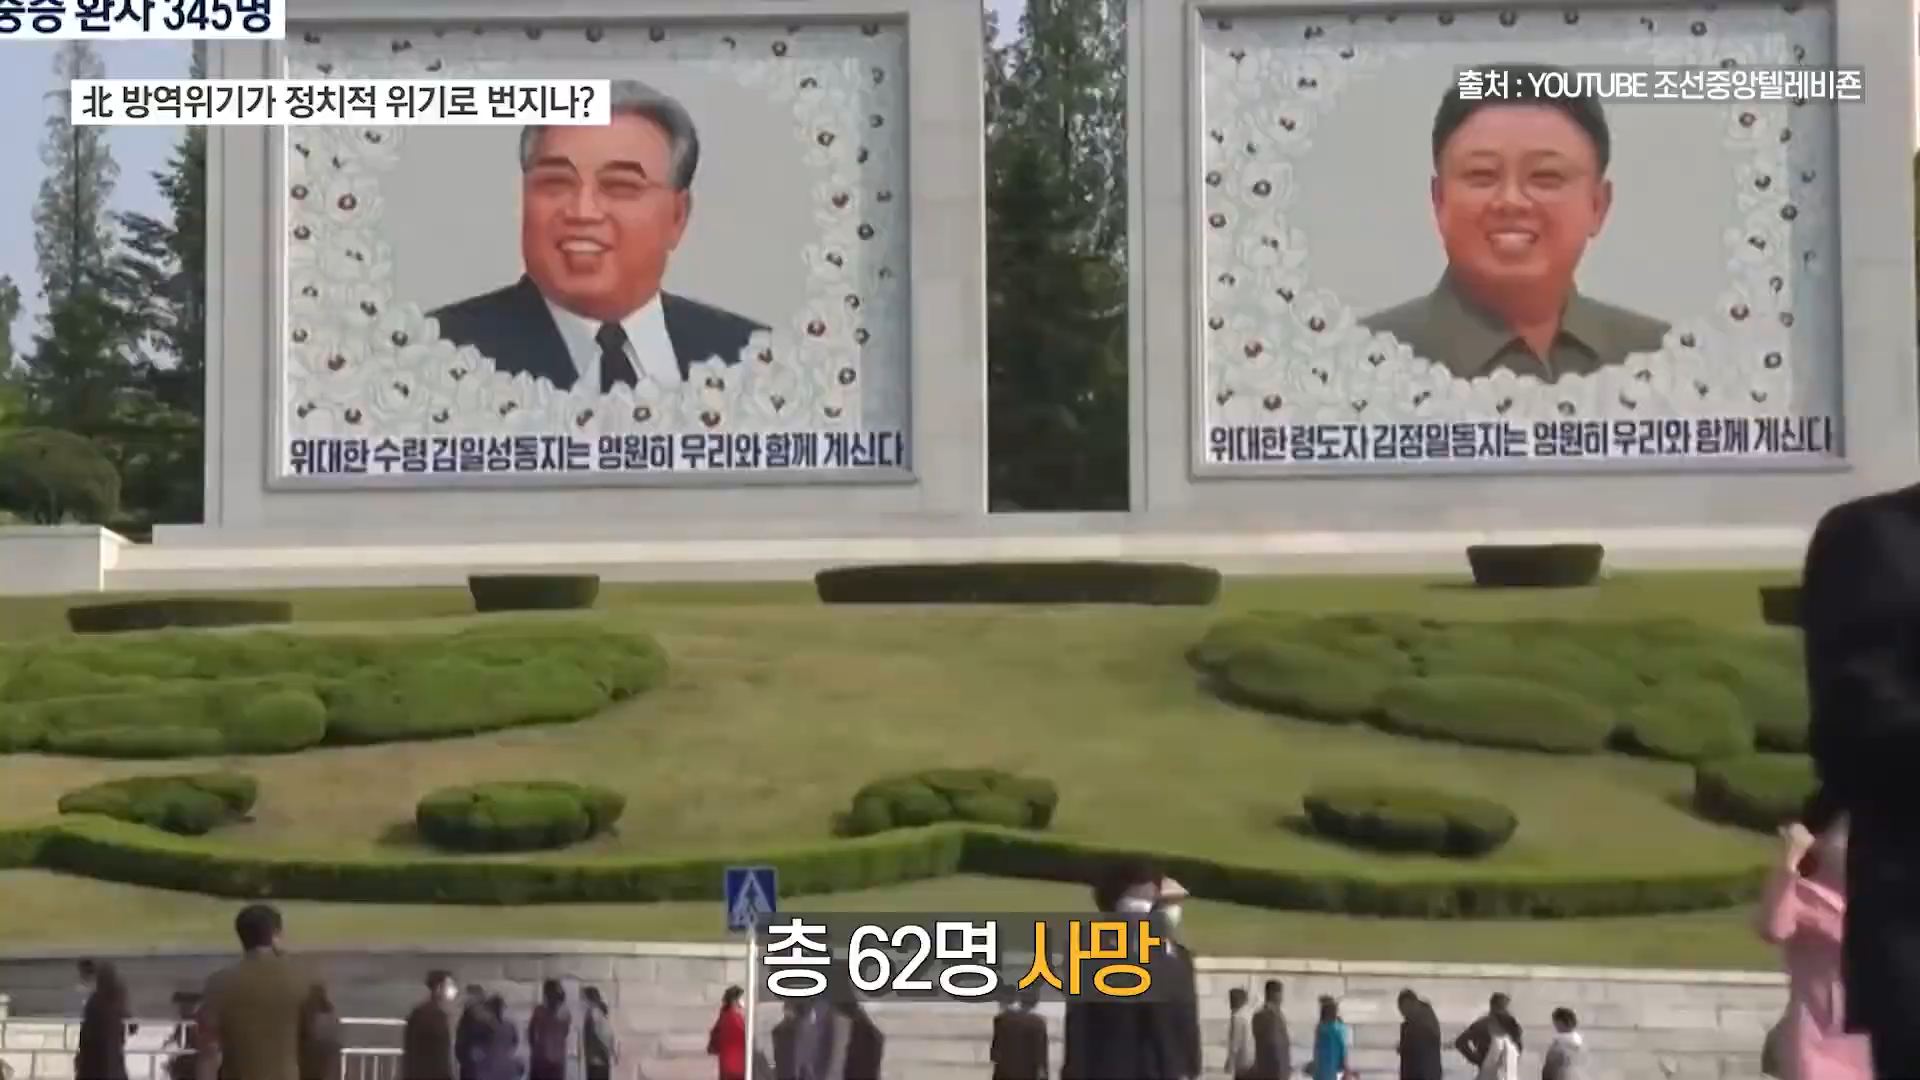 중증 환자 345명
北 방역위기가 정치적 위기로 번지나?
출처 : YOUTUBE 조선중앙텔레비죤
위대한 수령 김일성동지는 영원히 우리와 함께 계신다
위대한 령도자 김정일동지는 영원히 우리와 함께 계신다
총 62명 사망